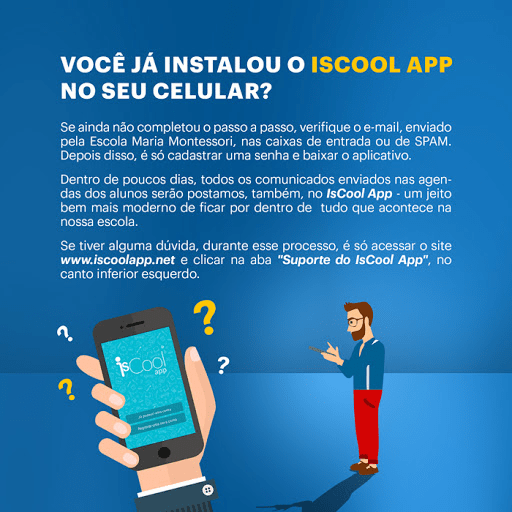 VOCÊ JÁ INSTALOU O ISCOOL APP
NO SEU CELULAR?
Se ainda não completou o passo a passo, verifique o e-mail, enviado
pela Escola Maria Montessori, nas caixas de entrada ou de SPAM.
Depois disso, é só cadastrar uma senha e baixar o aplicativo.
Dentro de poucos dias, todos os comunicados enviados nas agen-
das dos alunos serão postamos, também, no IsCool App - um jeito
bem mais moderno de ficar por dentro de tudo que acontece na
nossa escola.
Se tiver alguma dúvida, durante esse processo, é só acessar o site
www.iscoolapp.net e clicar na aba "Suporte do IsCool App", no
canto inferior esquerdo.
? ? ? ?
isCool
app
Já possuo uma conta